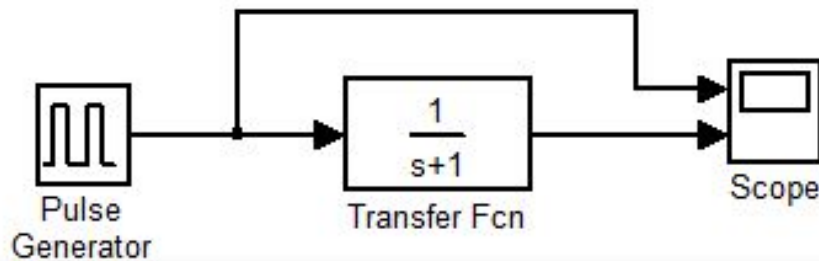 Pulse
Generator
1
s+1
Transfer Fcn
Scope